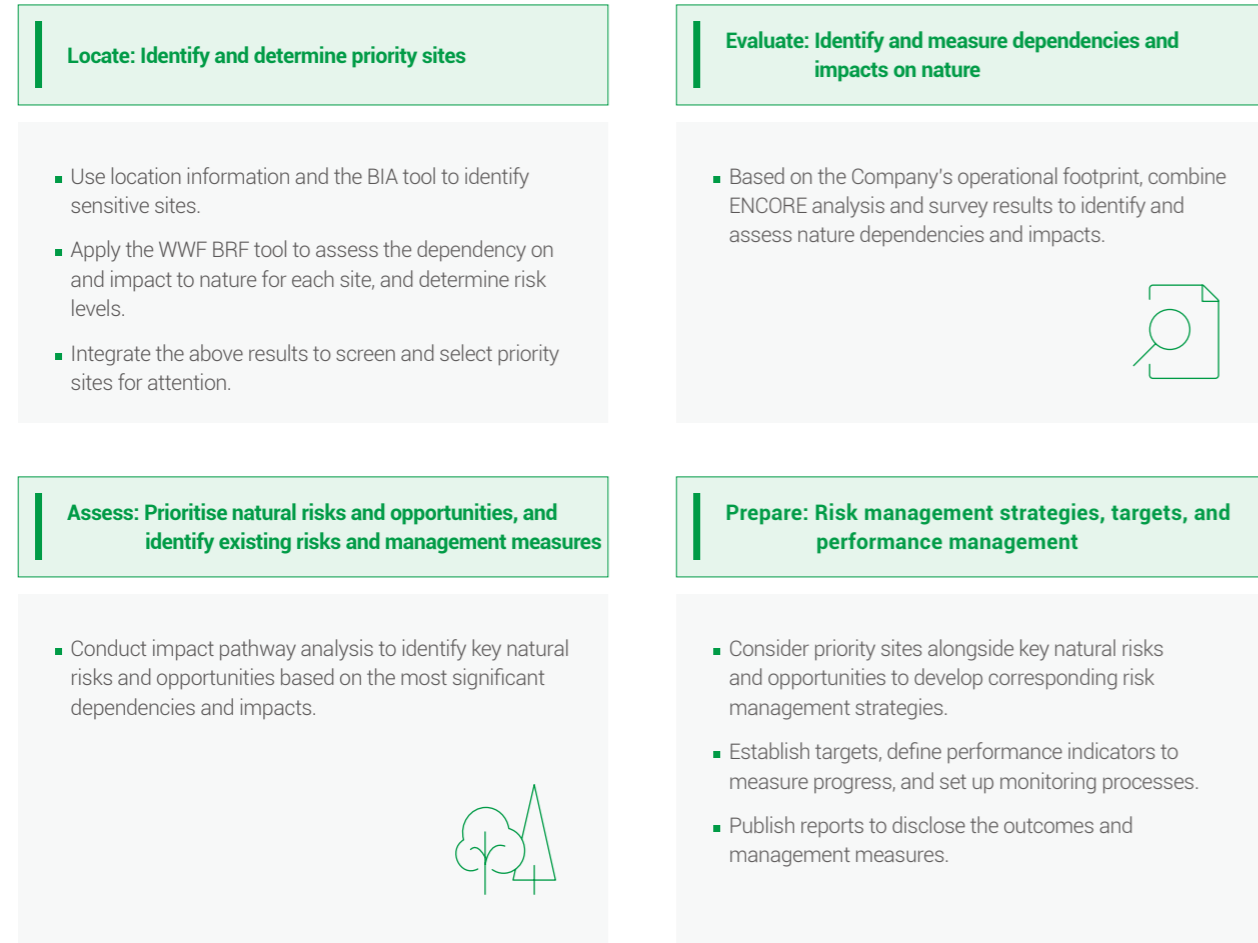 Locate: Identify and determine priority sites
Use location information and the BIA tool to identify
sensitive sites.
Apply the WWF BRF tool to assess the dependency on
and impact to nature for each site, and determine risk
levels.
Integrate the above results to screen and select priority
sites for attention.
Evaluate: Identify and measure dependencies and
impacts on nature
Based on the Company's operational footprint, combine
ENCORE analysis and survey results to identify and
assess nature dependencies and impacts.
Assess: Prioritise natural risks and opportunities, and
identify existing risks and management measures
Conduct impact pathway analysis to identify key natural
risks and opportunities based on the most significant
dependencies and impacts.
Prepare: Risk management strategies, targets, and
performance management
Consider priority sites alongside key natural risks
and opportunities to develop corresponding risk
management strategies.
Establish targets, define performance indicators to
measure progress, and set up monitoring processes.
Publish reports to disclose the outcomes and
management measures.